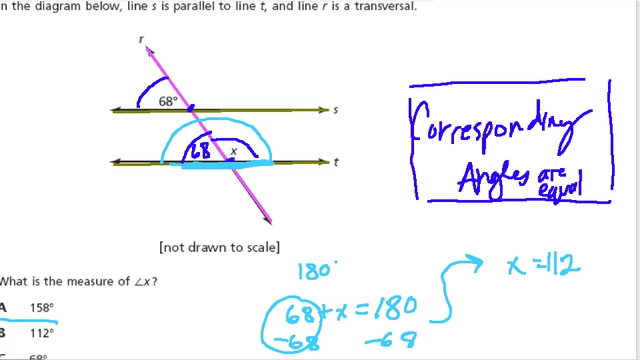 n the diagram below, line s is parallel to line t, and line r is a transversal.
r
68°
s
68
x
t
Corresponding
Angles are
equal
[not drawn to scale]
What is the measure of ∠x?
A 158°
B 112°
C 68°
180°
68 + x = 180
-68 -68
x = 112